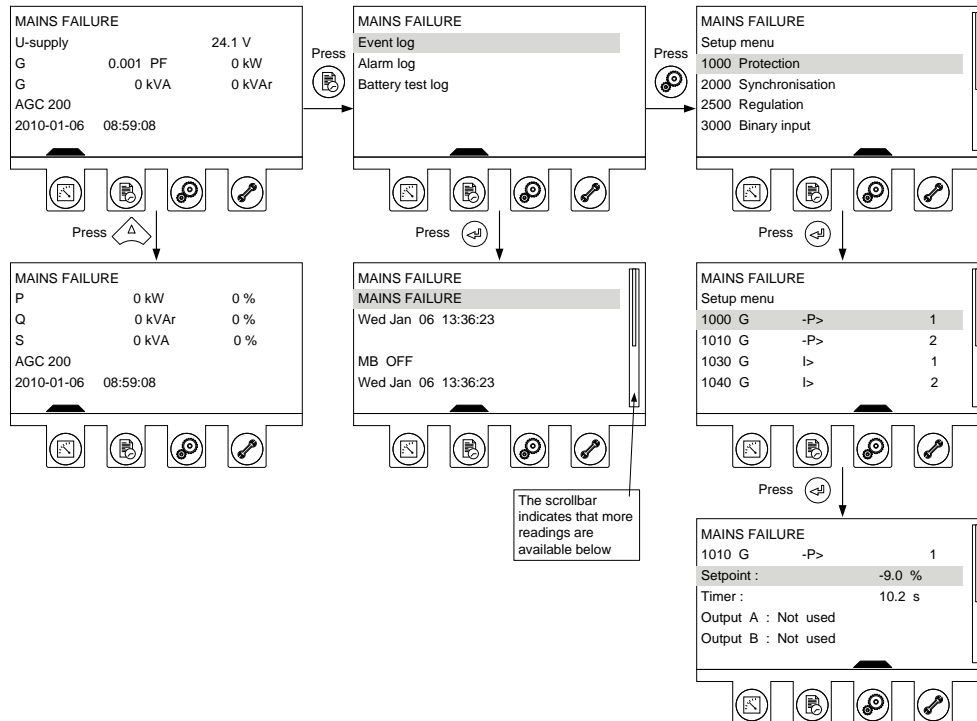 MAINS FAILURE
U-supply 24.1 V
G 0.001 PF 0 kW
G 0 kVA 0 kVAr
AGC 200
2010-01-06 08:59:08
Press
MAINS FAILURE
Event log
Alarm log
Battery test log
Press
MAINS FAILURE
Setup menu
1000 Protection
2000 Synchronisation
2500 Regulation
3000 Binary input
Press
MAINS FAILURE
P 0 kW 0 %
Q 0 kVAr 0 %
S 0 kVA 0 %
AGC 200
2010-01-06 08:59:08
Press
MAINS FAILURE
MAINS FAILURE
Wed Jan 06 13:36:23
MB OFF
Wed Jan 06 13:36:23
The scrollbar
indicates that more
readings are
available below
Press
MAINS FAILURE
Setup menu
1000 G -P> 1
1010 G -P> 2
1030 G I> 1
1040 G I> 2
Press
MAINS FAILURE
1010 G -P> 1
Setpoint : -9.0 %
Timer : 10.2 s
Output A : Not used
Output B : Not used